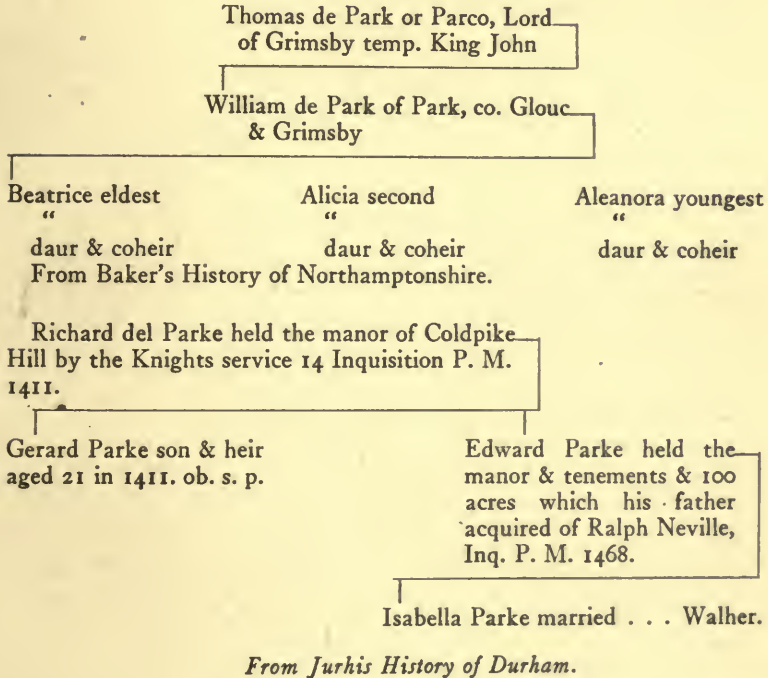 Thomas de Park or Parco, Lord
of Grimsby temp. King John
William de Park of Park, co. Glouc
& Grimsby
Beatrice eldest
“
daur & coheir
Alicia second
“
daur & coheir
Aleanora youngest
“
daur & coheir
From Baker's History of Northamptonshire.
Richard del Parke held the manor of Coldpike
Hill by the Knights service 14 Inquisition P. M.
1411.
Gerard Parke son & heir
aged 21 in 1411. ob. s. p.
Edward Parke held the
manor & tenements & 100
acres which his father
acquired of Ralph Neville,
Inq. P. M. 1468.
Isabella Parke married . . . Walher.
From Jurhis History of Durham.